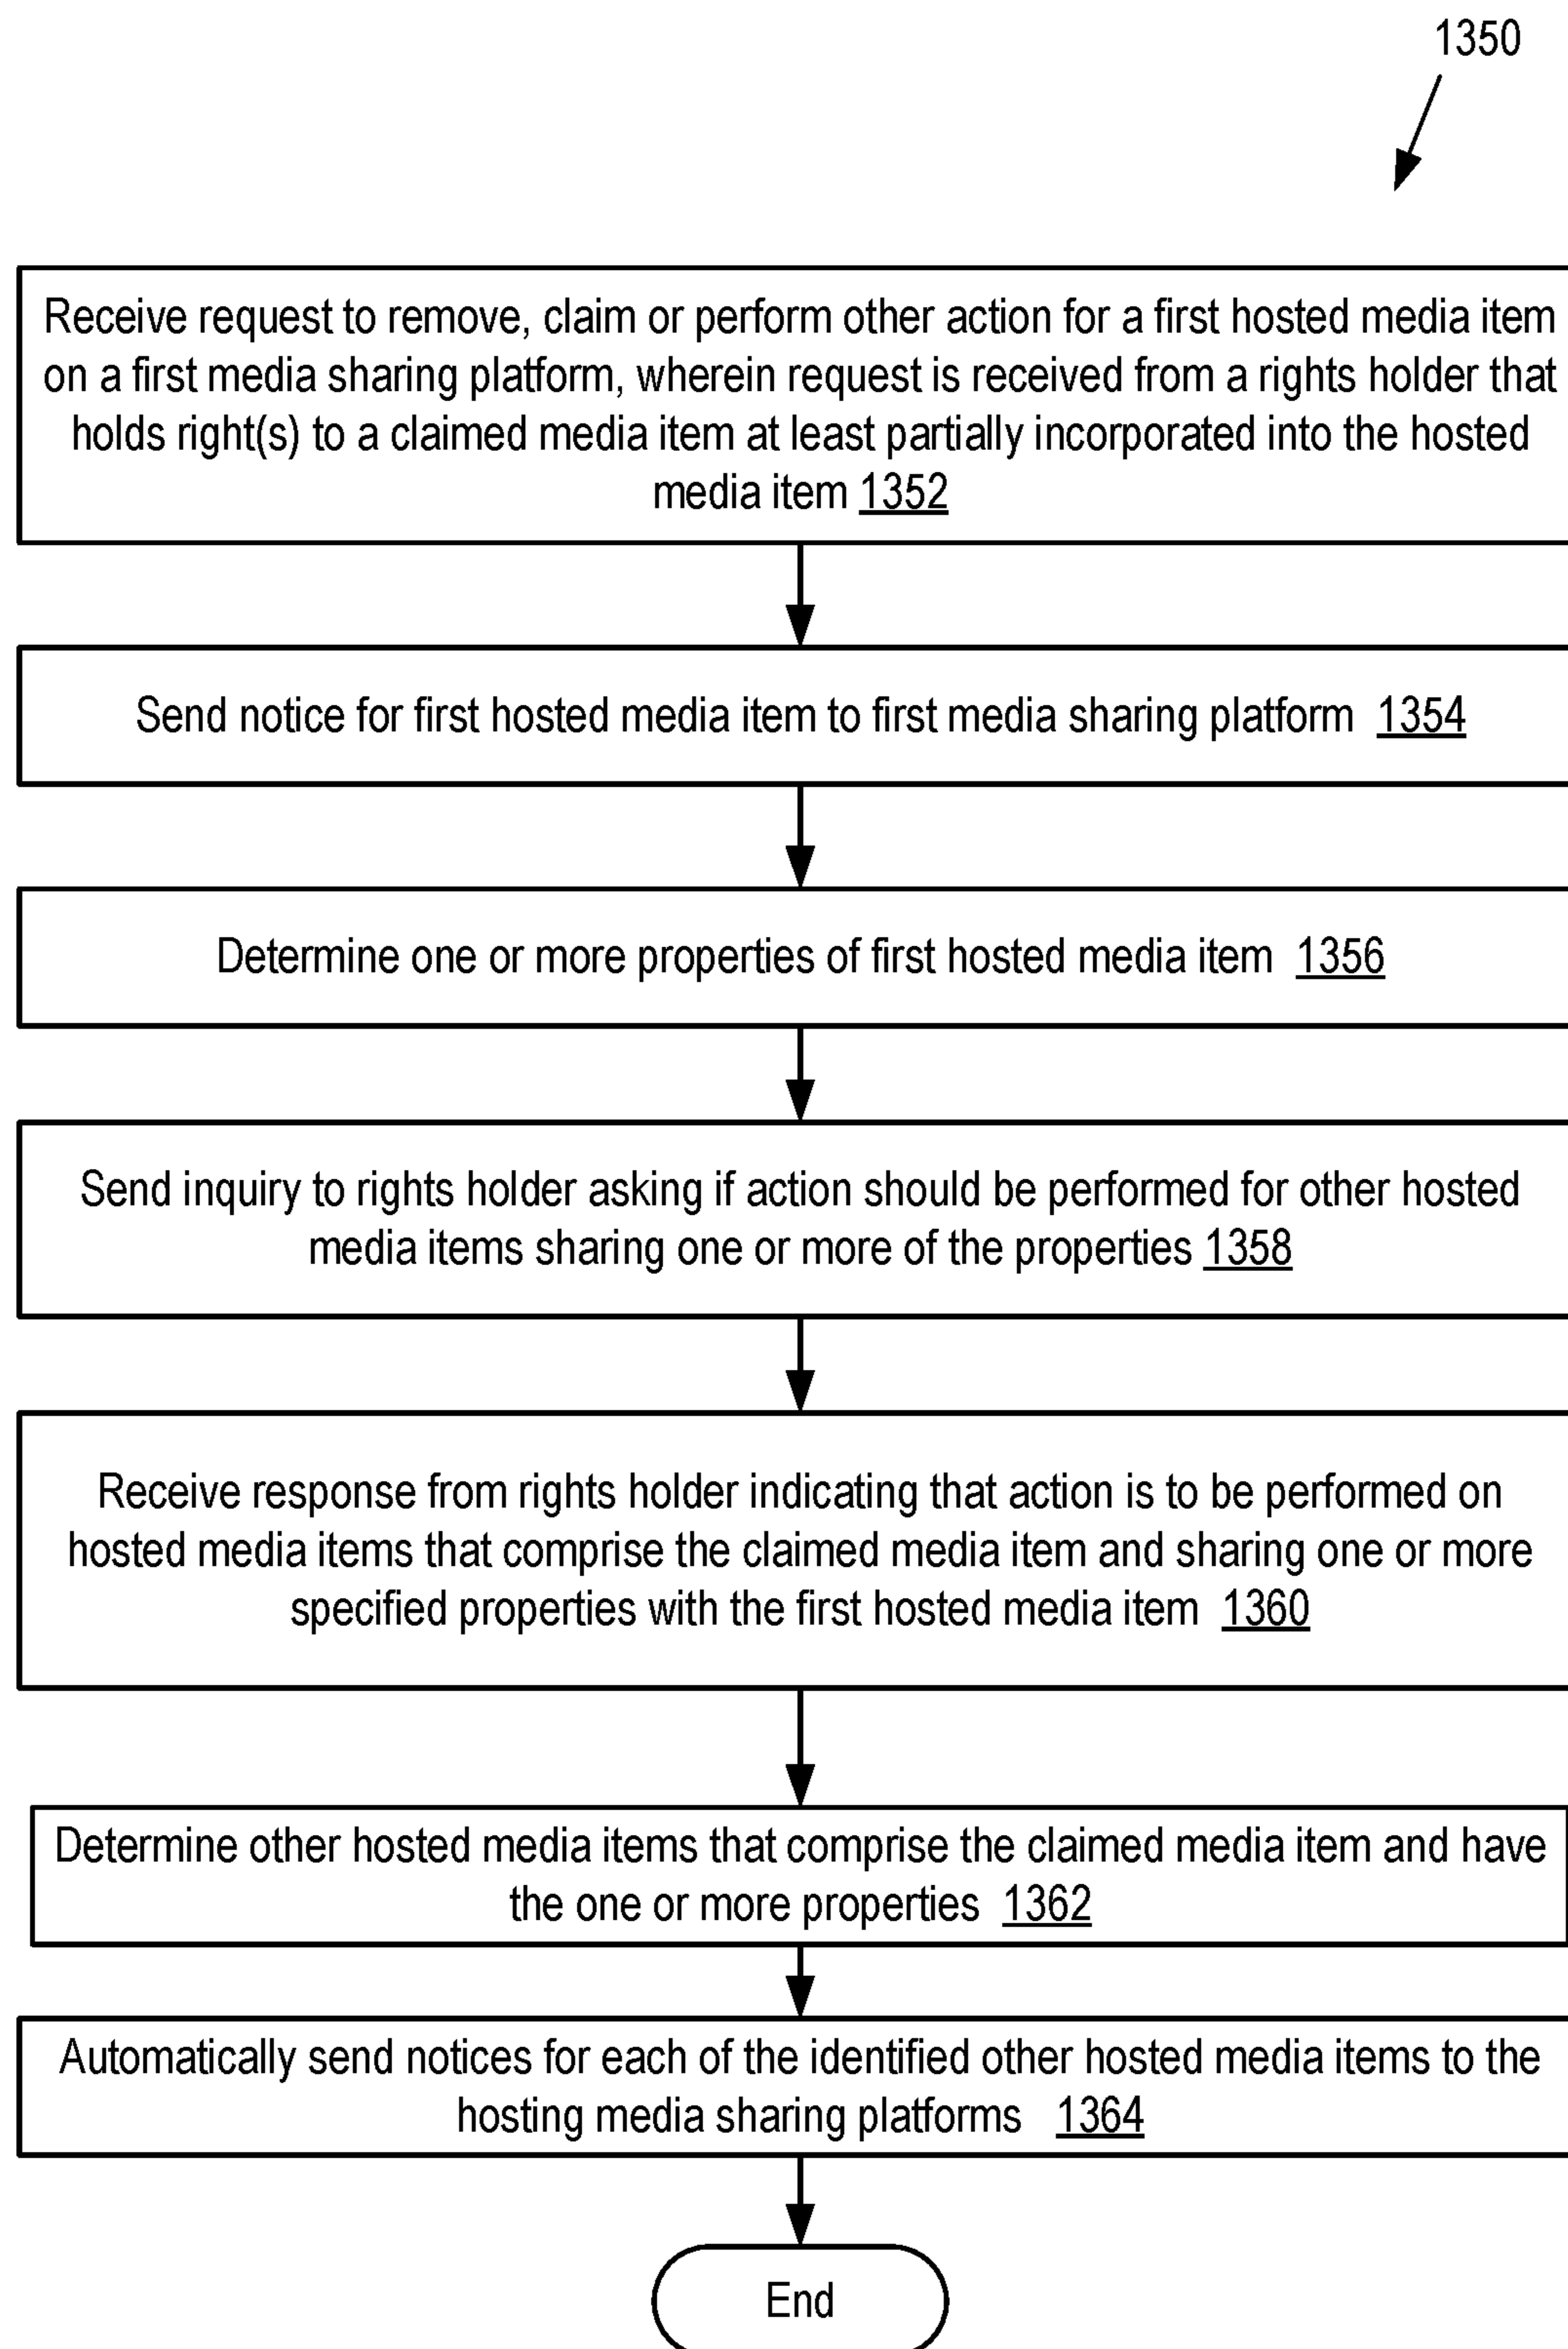 1350
Receive request to remove, claim or perform other action for a first hosted media item
on a first media sharing platform, wherein request is received from a rights holder that
holds right(s) to a claimed media item at least partially incorporated into the hosted
media item 1352
Send notice for first hosted media item to first media sharing platform 1354
Determine one or more properties of first hosted media item 1356
Send inquiry to rights holder asking if action should be performed for other hosted
media items sharing one or more of the properties 1358
Receive response from rights holder indicating that action is to be performed on
hosted media items that comprise the claimed media item and sharing one or more
specified properties with the first hosted media item 1360
Determine other hosted media items that comprise the claimed media item and have
the one or more properties 1362
Automatically send notices for each of the identified other hosted media items to the
hosting media sharing platforms 1364
End